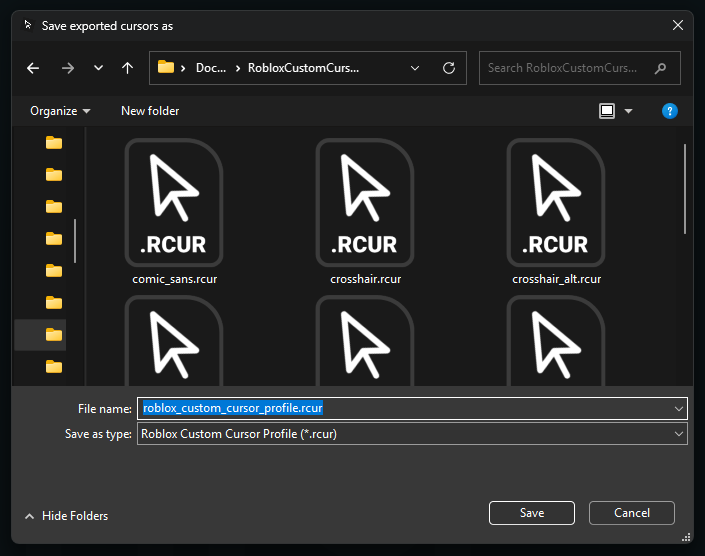 Save exported cursors as
Doc... > RobloxCustomCurs...
Search RobloxCustomCurs...
Organize
New folder
?
.RCUR
.RCUR
.RCUR
comic_sans.rcur
crosshair.rcur
crosshair_alt.rcur
File name:
roblox_custom_cursor_profile.rcur
Save as type:
Roblox Custom Cursor Profile (*.rcur)
Hide Folders
Save
Cancel